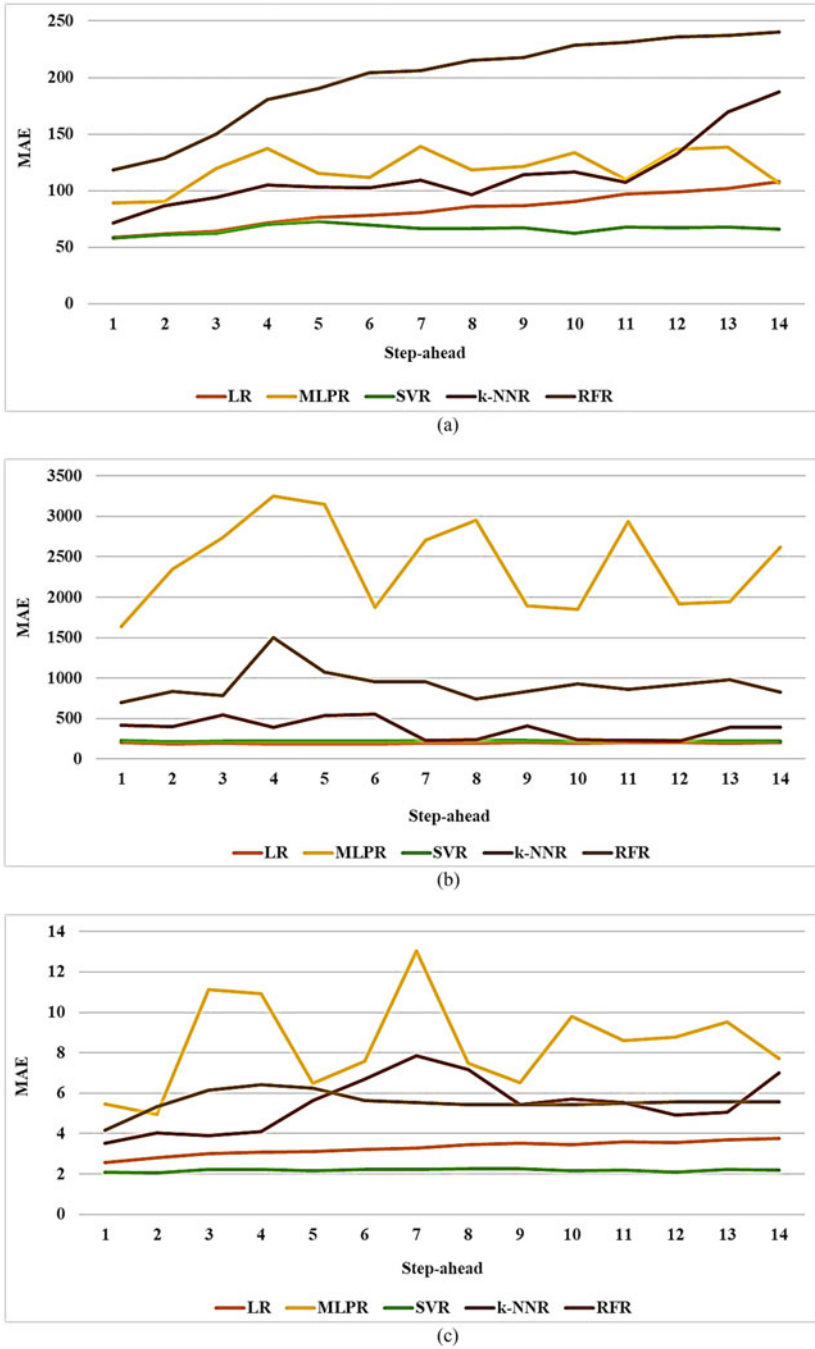 250
200
150
100
50
0
MAE
1 2 3 4 5 6 7 8 9 10 11 12 13 14
Step-ahead
LR MLPR SVR k-NNR RFR
(a)
3500
3000
2500
2000
1500
1000
500
0
MAE
1 2 3 4 5 6 7 8 9 10 11 12 13 14
Step-ahead
LR MLPR SVR k-NNR RFR
(b)
14
12
10
8
6
4
2
0
MAE
1 2 3 4 5 6 7 8 9 10 11 12 13 14
Step-ahead
LR MLPR SVR k-NNR RFR
(c)